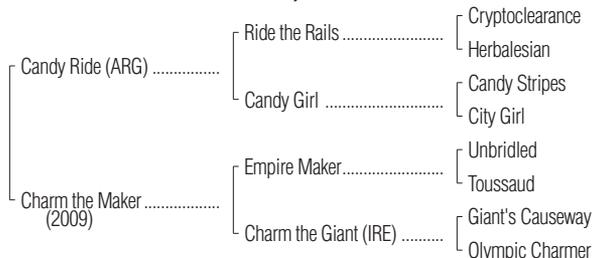 Cryptoclearance
Ride the Rails ........................
Herbalesian
Candy Ride (ARG) ................
Candy Stripes
Candy Girl ............................
City Girl
Unbridled
Empire Maker........................
Toussaud
Charm the Maker ..................
(2009)
Giant's Causeway
Charm the Giant (IRE) ..........
Olympic Charmer